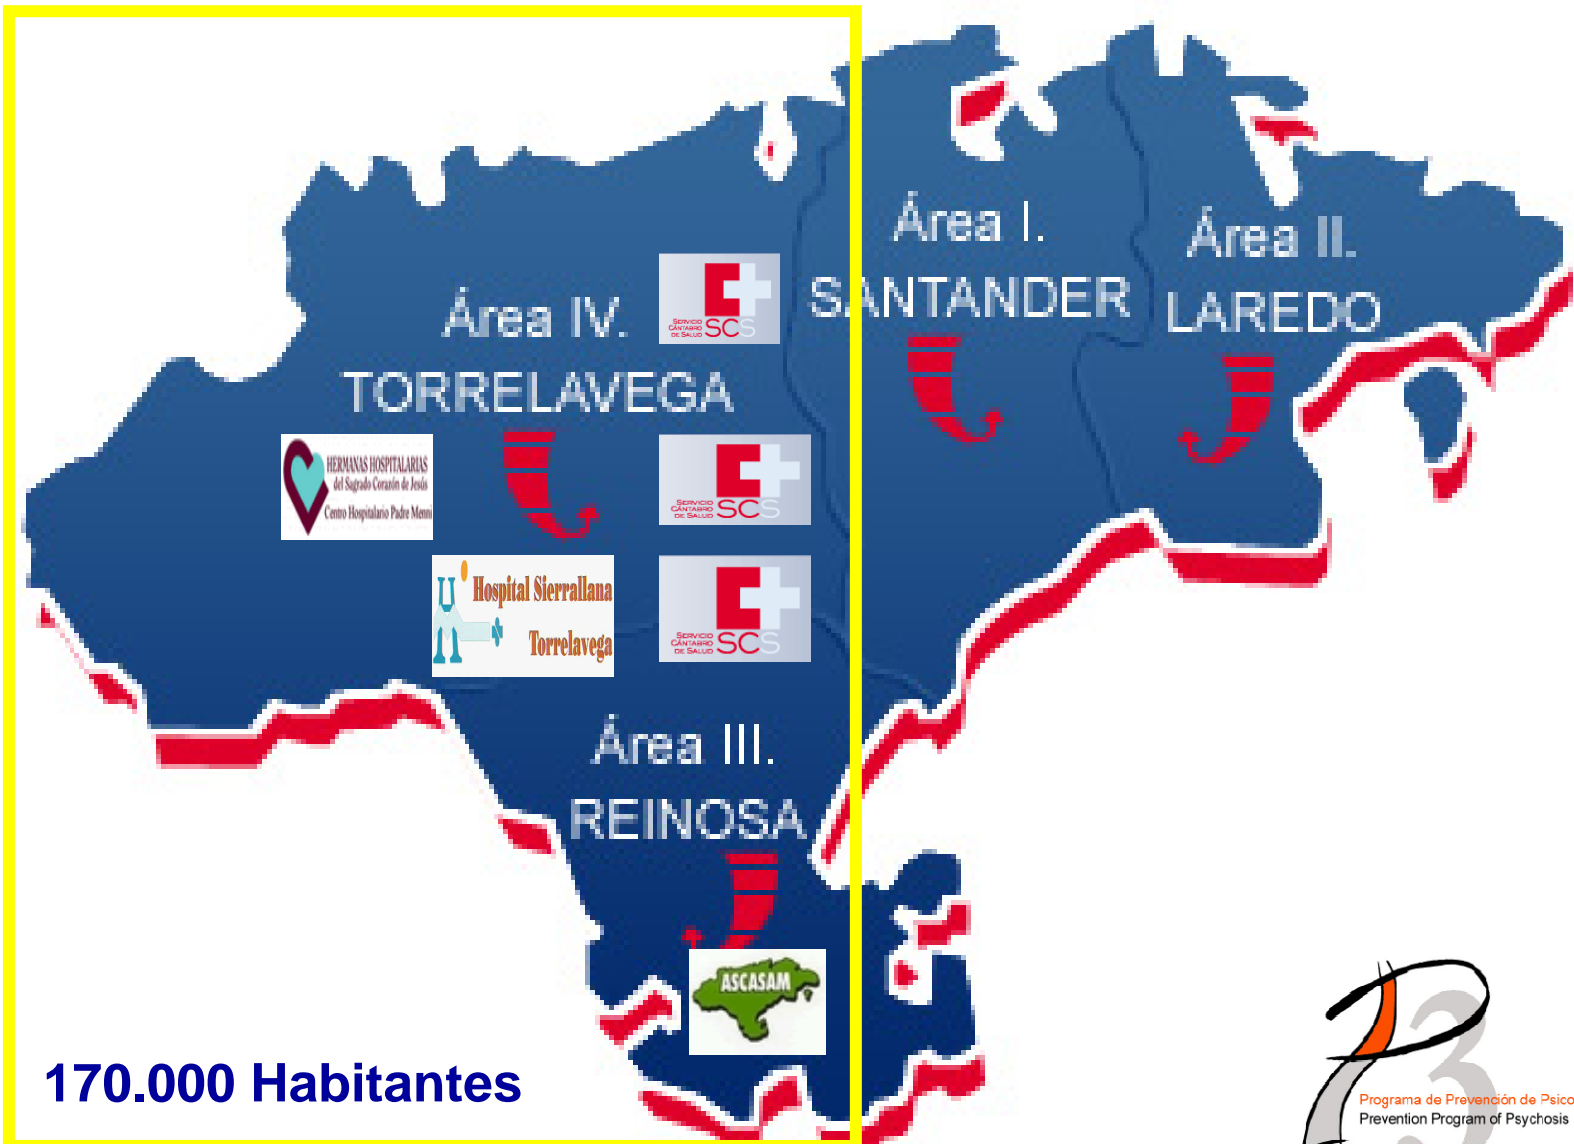 Área I.
SANTANDER
Área II.
LAREDO
Área IV.
TORRELAVEGA
SERVICIO
CÁNTABRO
DE SALUD SCS
HERMANAS HOSPITALARIAS
del Sagrado Corazón de Jesús
Centro Hospitalario Padre Menni
SERVICIO
CÁNTABRO
DE SALUD SCS
Hospital Sierrallana
Torrelavega
SERVICIO
CÁNTABRO
DE SALUD SCS
Área III.
REINOSA
ASCASAM
170.000 Habitantes
P3
Programa de Prevención de Psico
Prevention Program of Psychosis